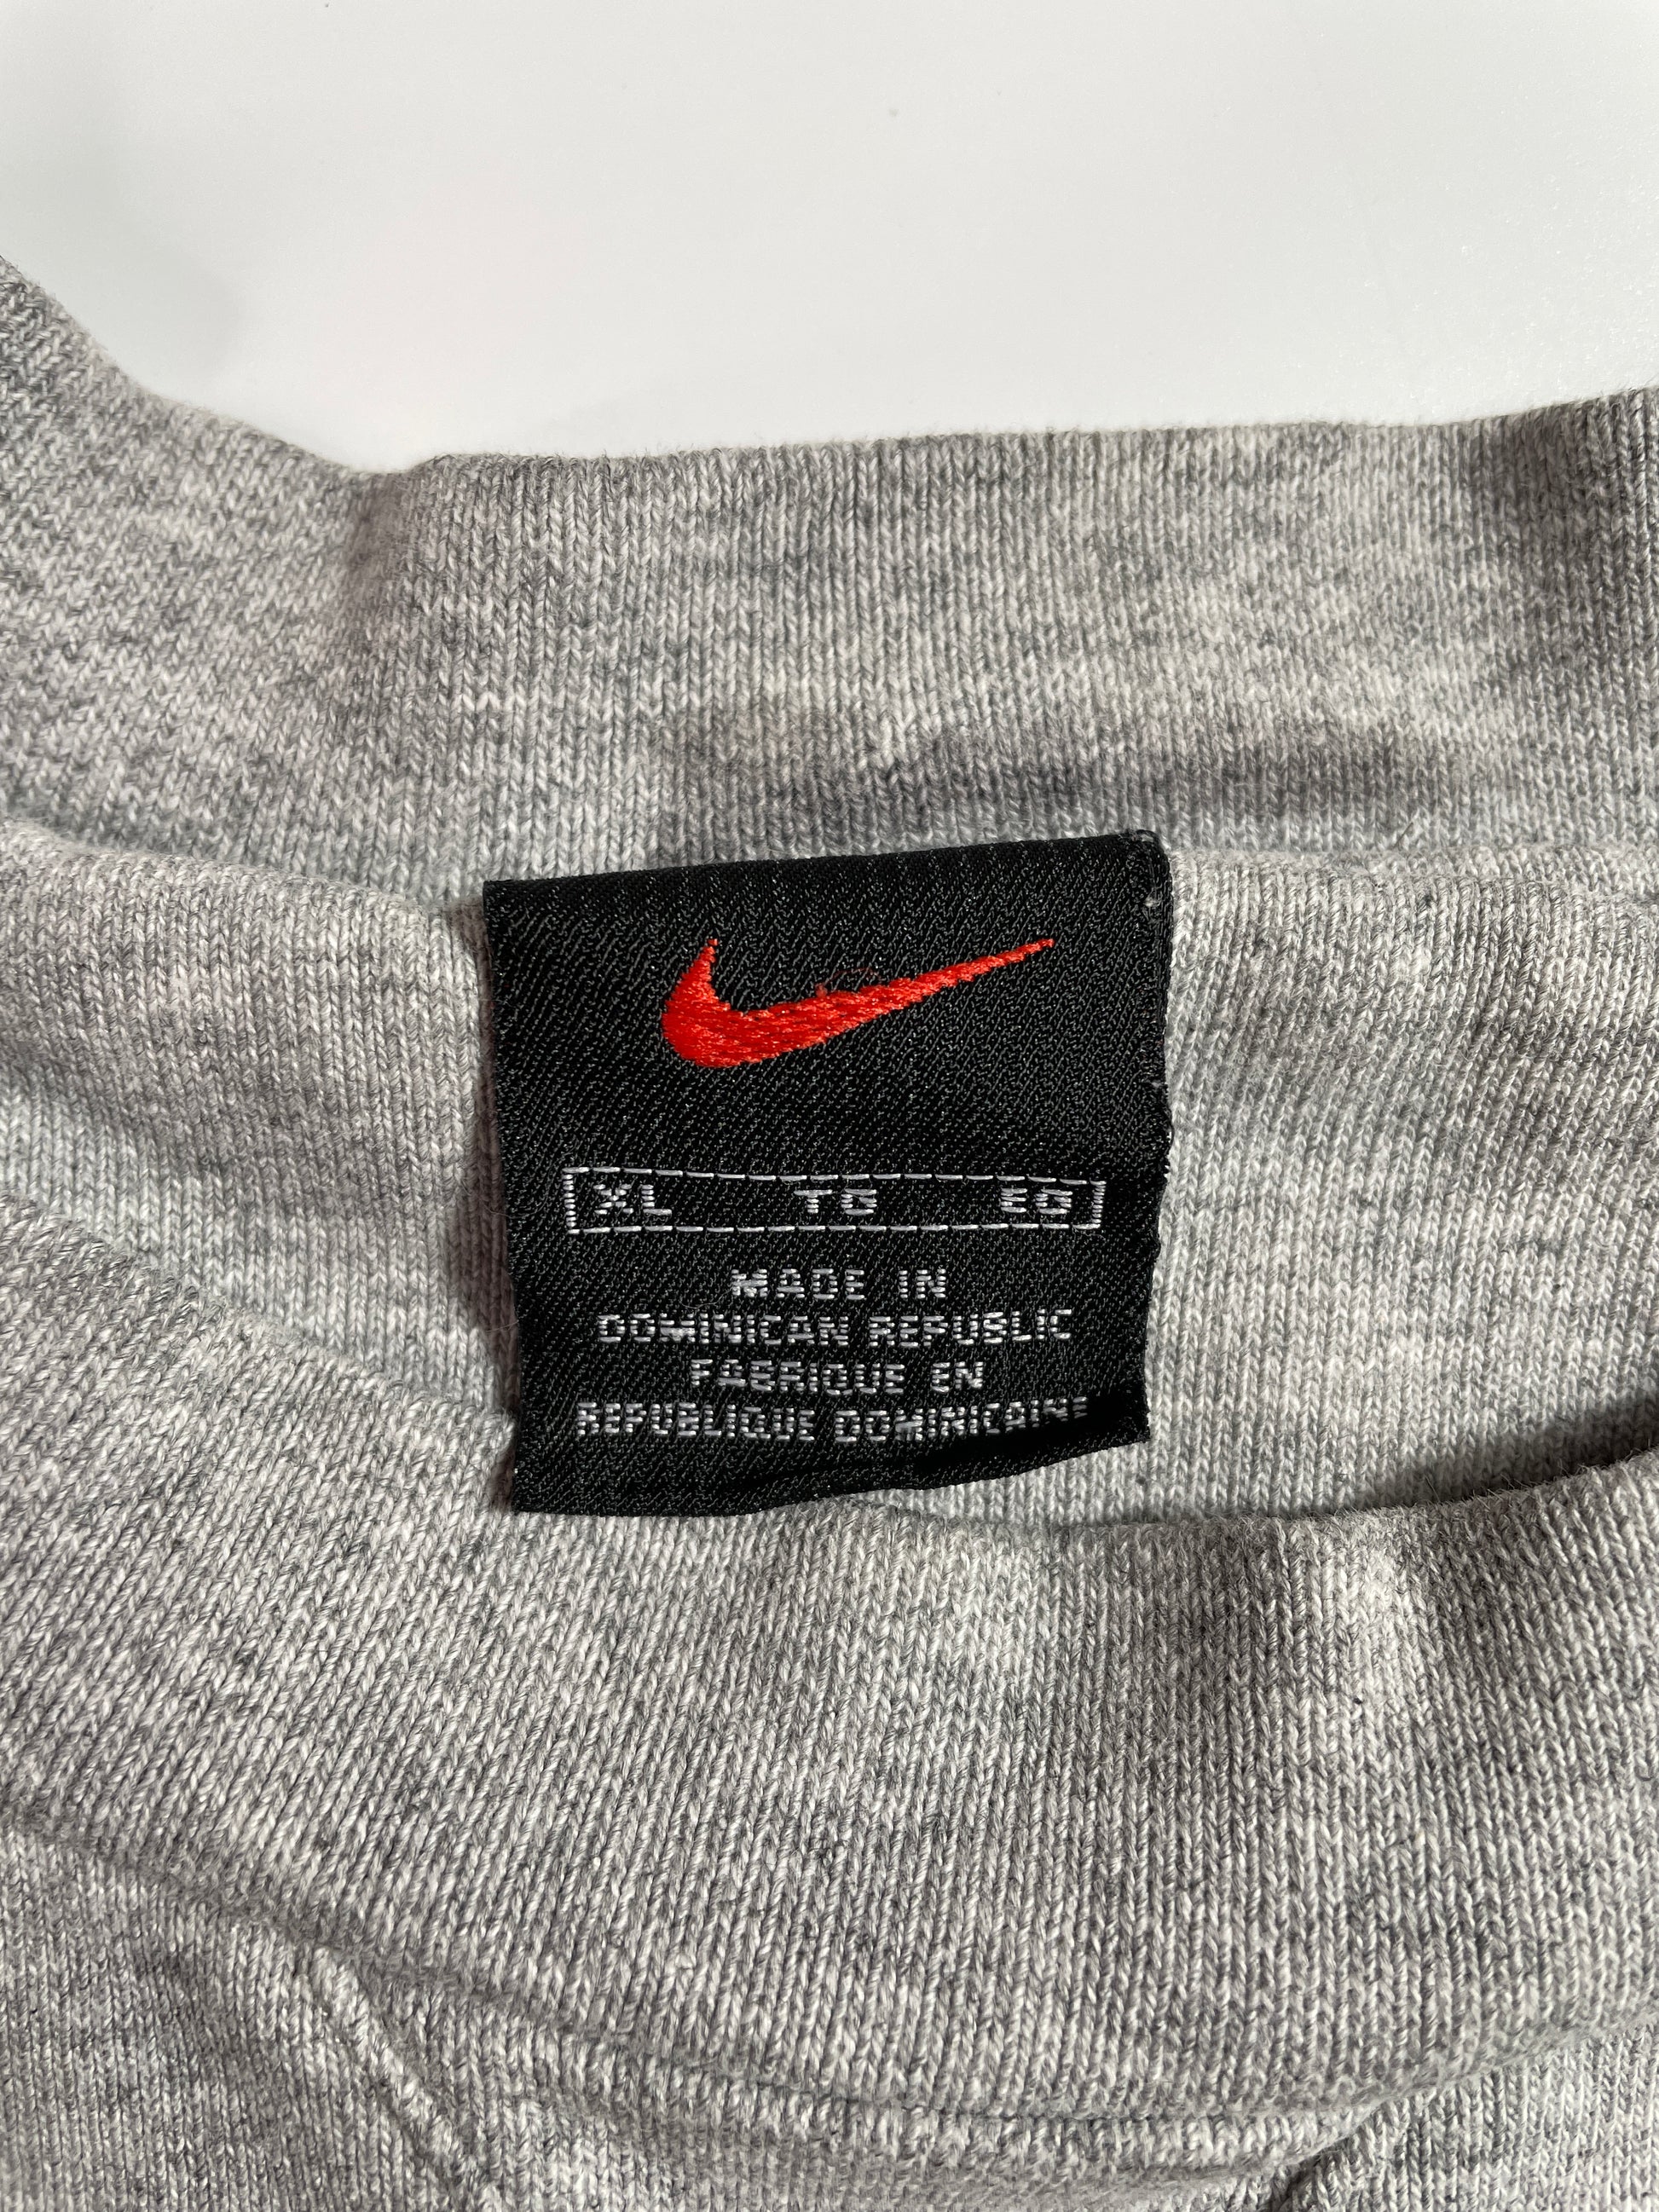 XL TG EG
MADE IN
DOMINICAN REPUBLIC
FABRIQUE EN
REPUBLIQUE DOMINICAINE